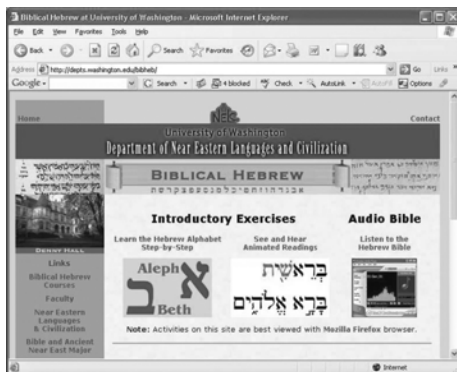 Biblical Hebrew at University of Washington - Microsoft Internet Explorer
File Edit View Favorites Tools Help
Back Search Favorites
Address http://depts.washington.edu/bibheb/ Go Links
Google Search 4 blocked Check AutoLink AutoFill Options
Home
Contact
University of Washington
Department of Near Eastern Languages and Civilization
BIBLICAL HEBREW
אבגדהוזחטיכלמנסעפצקרשת
DENNY HALL
Links
Biblical Hebrew
Courses
Faculty
Near Eastern
Languages
& Civilization
Bible and Ancient
Near East Major
Introductory Exercises
Learn the Hebrew Alphabet
Step-by-Step
Aleph א
ב Beth
See and Hear
Animated Readings
בְּרֵאשִׁית
בָּרָא אֱלֹהִים
Audio Bible
Listen to the
Hebrew Bible
Note: Activities on this site are best viewed with Mozilla Firefox browser.
Internet